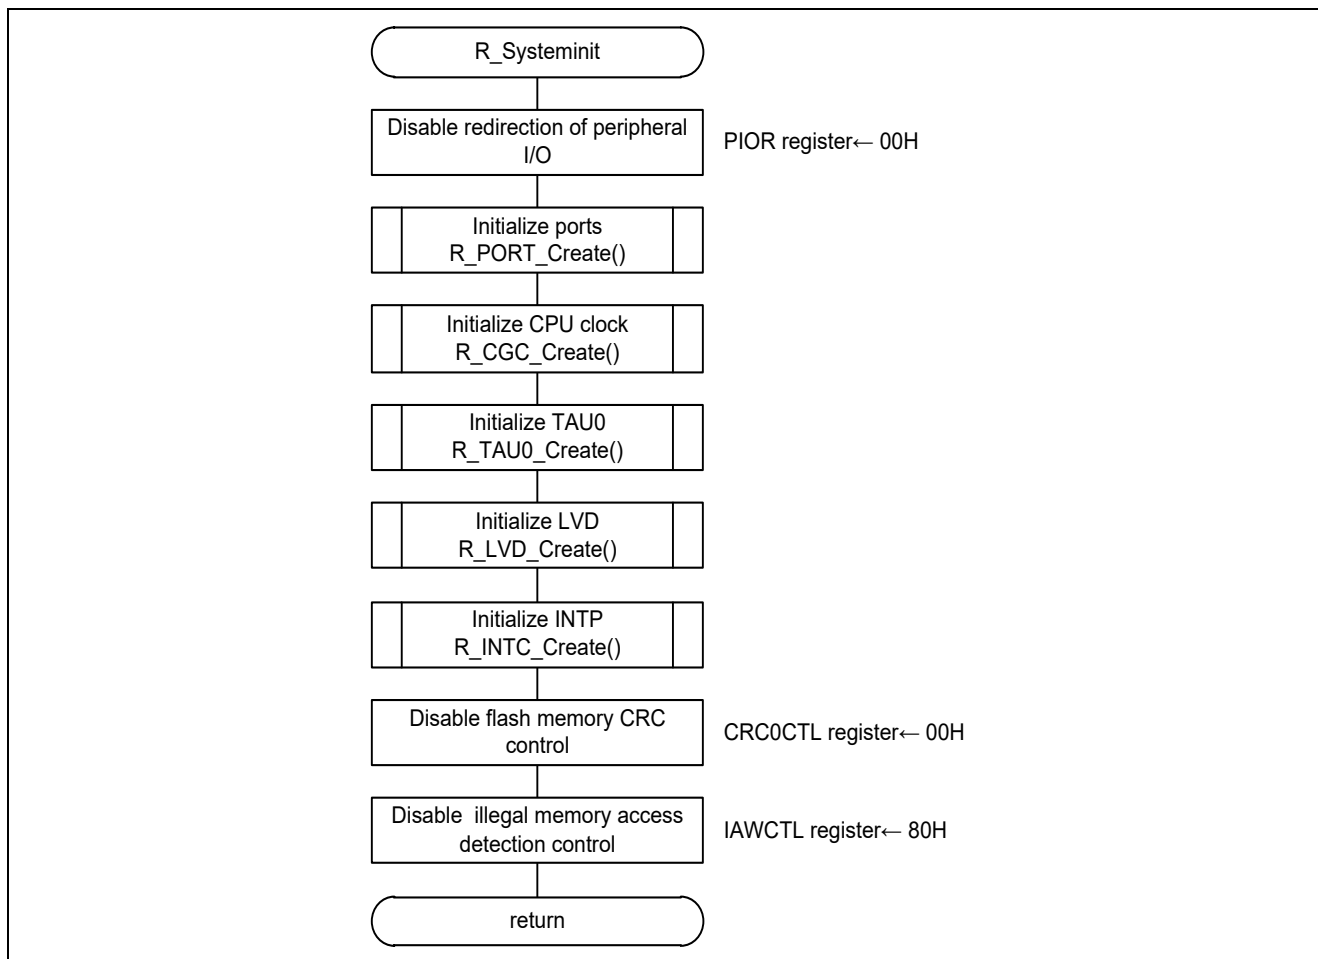 R_Systeminit
Disable redirection of peripheral
I/O
PIOR register← 00H
Initialize ports
R_PORT_Create()
Initialize CPU clock
R_CGC_Create()
Initialize TAU0
R_TAU0_Create()
Initialize LVD
R_LVD_Create()
Initialize INTP
R_INTC_Create()
Disable flash memory CRC
control
CRC0CTL register← 00H
Disable  illegal memory access
detection control
IAWCTL register← 80H
return